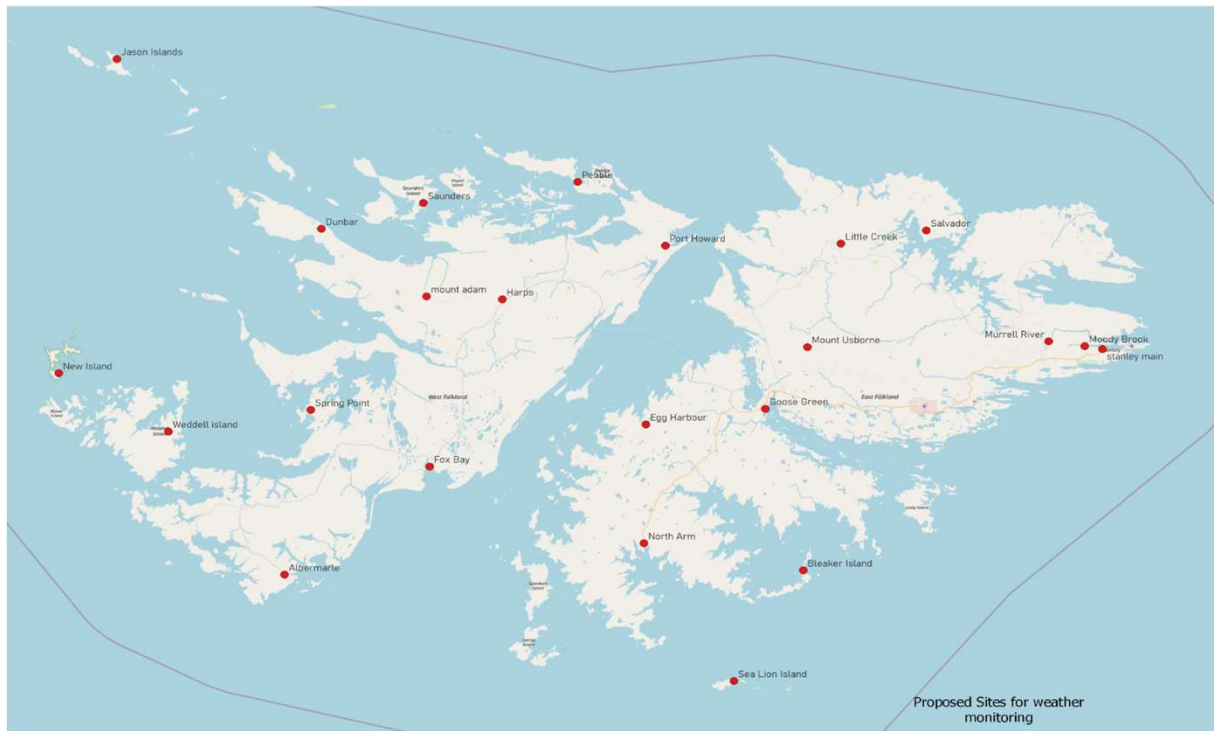 Jason Islands
Saunders
Island
Pebble
Saunders
Dunbar
Salvador
Port Howard
Little Creek
mount adam
Harps
Murrell River
Moody Brook
stanley main
Mount Usborne
New Island
Spring Point
West Falkland
East Falkland
Goose Green
Egg Harbour
Weddell island
Fox Bay
North Arm
Bleaker Island
Albermarle
Sea Lion Island
Proposed Sites for weather
monitoring